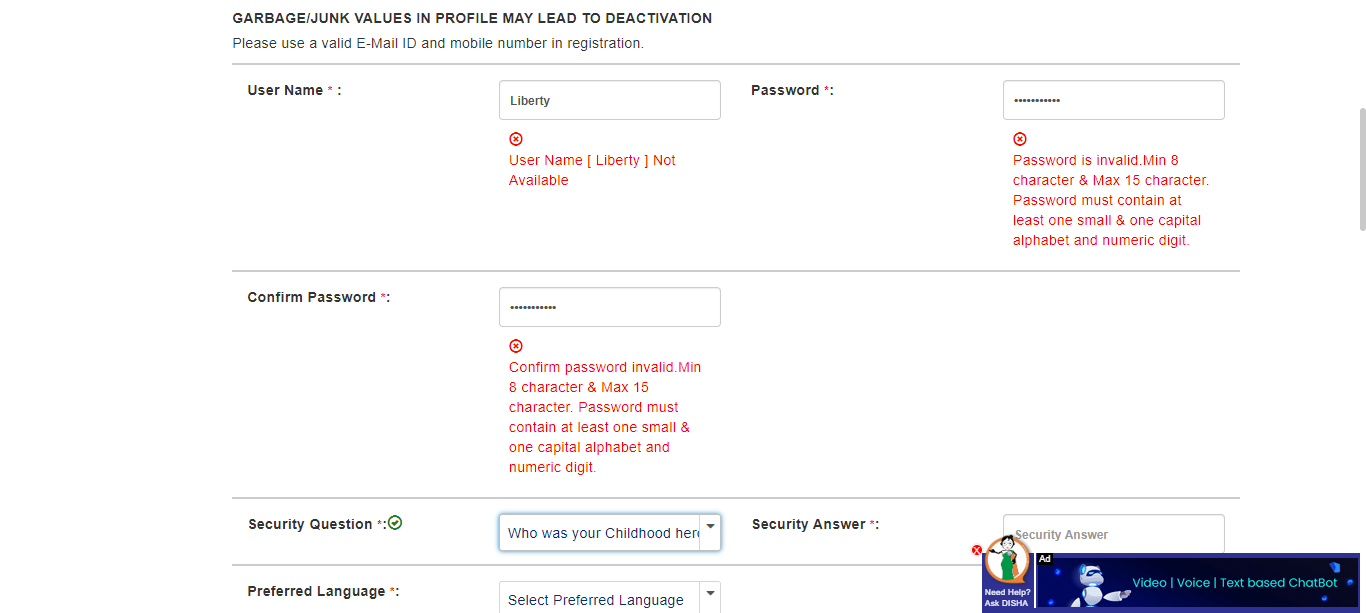 GARBAGE/JUNK VALUES IN PROFILE MAY LEAD TO DEACTIVATION
Please use a valid E-Mail ID and mobile number in registration.
User Name * :
Liberty
User Name [ Liberty ] Not
Available
Password *:
•••••••••••
Password is invalid.Min 8
character & Max 15 character.
Password must contain at
least one small & one capital
alphabet and numeric digit.
Confirm Password *:
•••••••••••
Confirm password invalid.Min
8 character & Max 15
character. Password must
contain at least one small &
one capital alphabet and
numeric digit.
Security Question *:
Who was your Childhood her
Security Answer *:
Security Answer
Preferred Language *:
Select Preferred Language
Need Help?
Ask DISHA
Ad
Video | Voice | Text based ChatBot